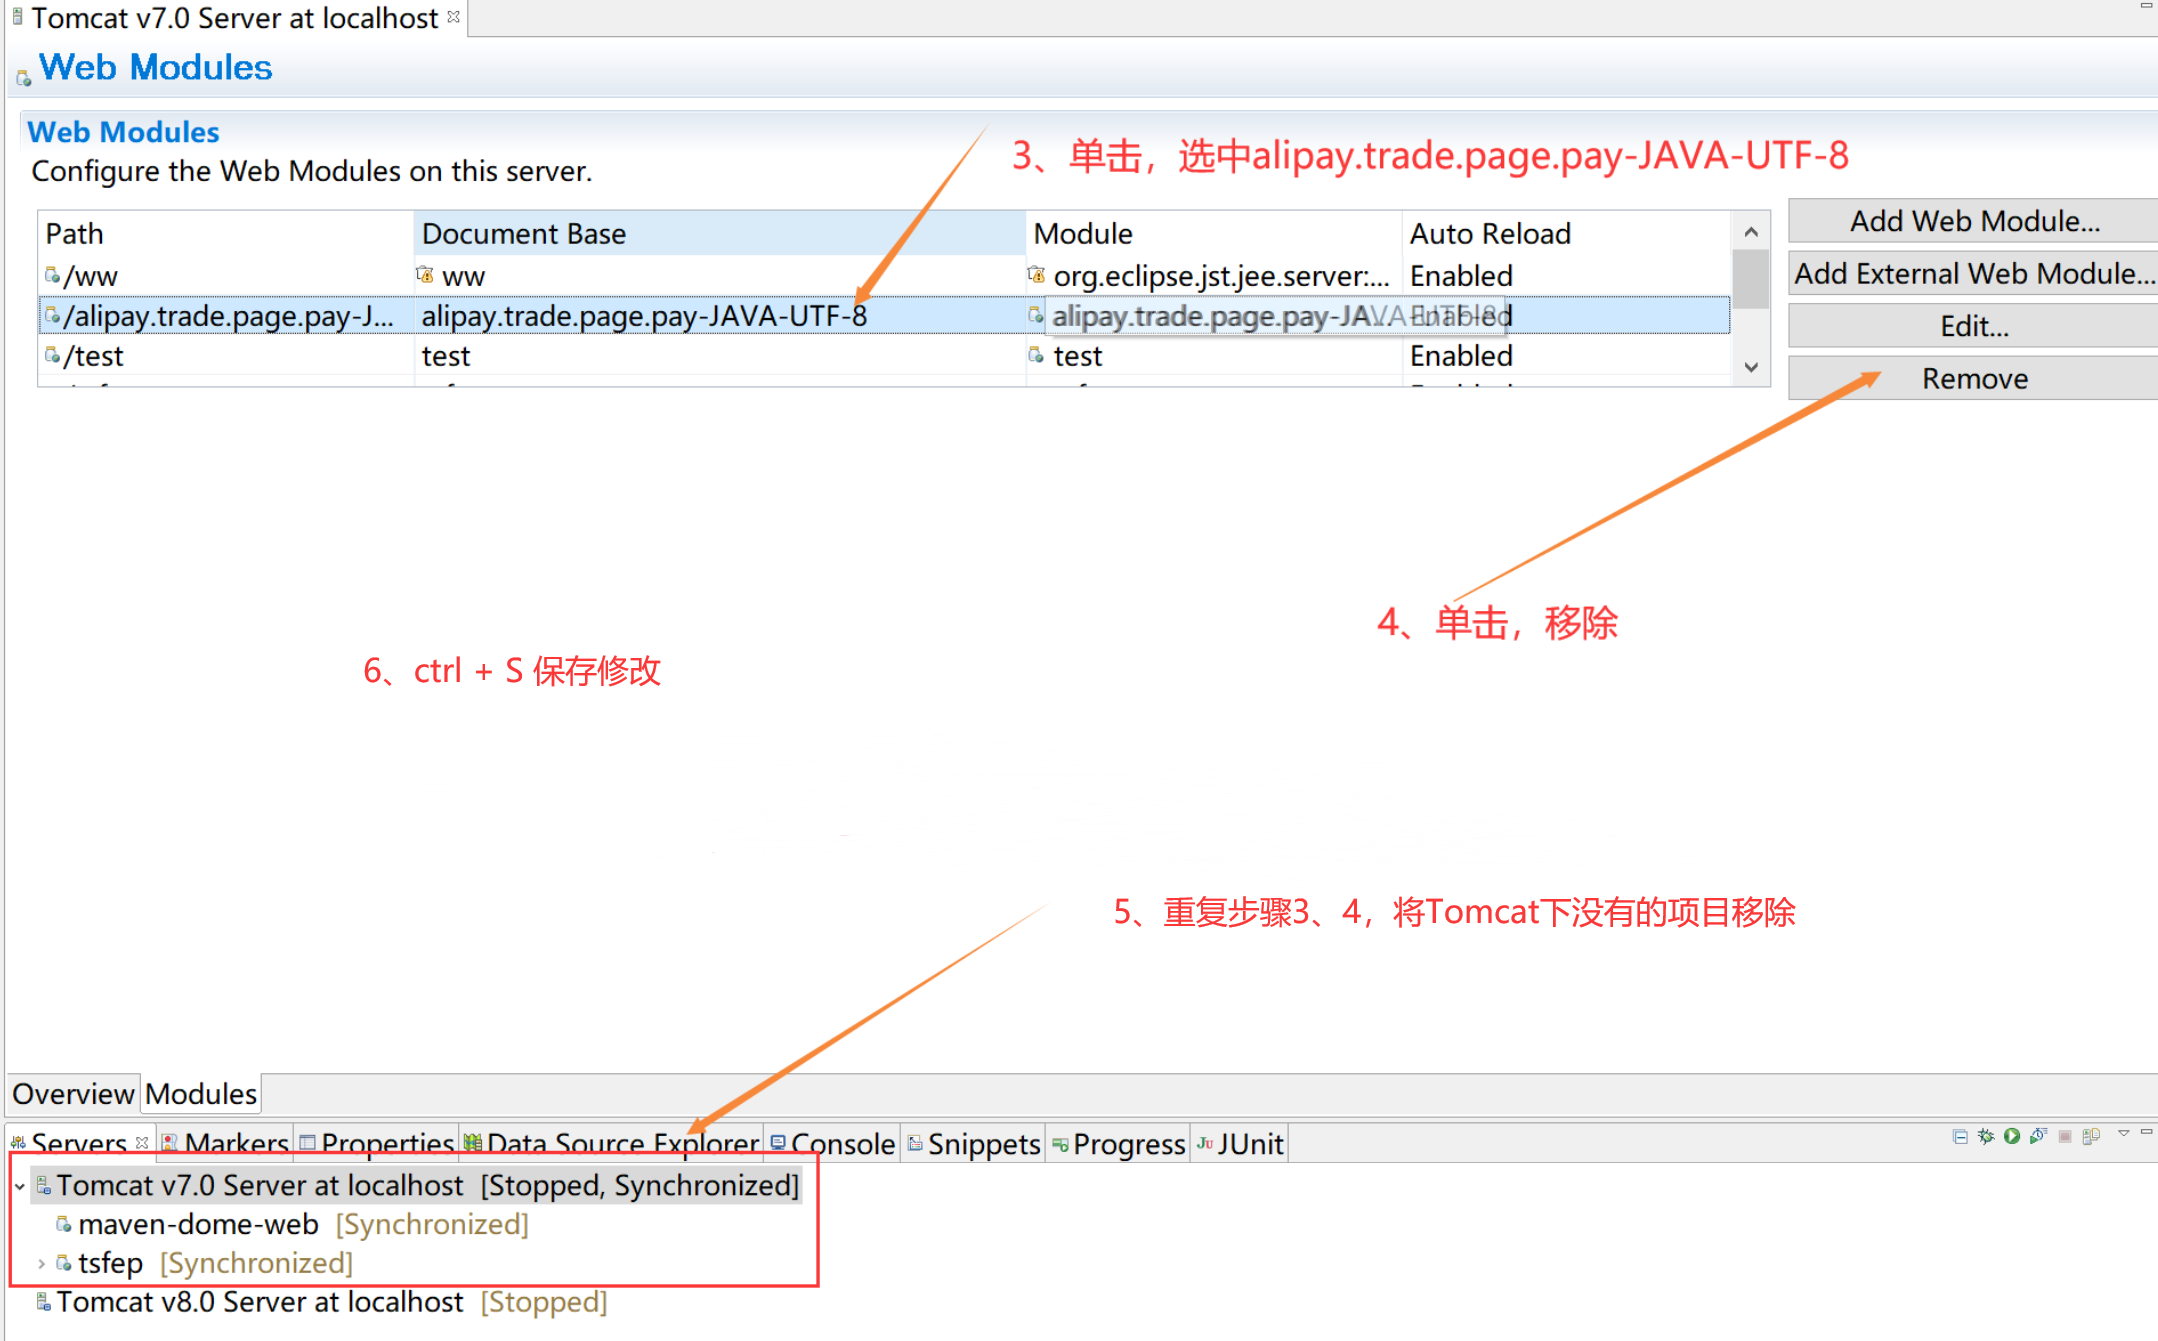 Tomcat v7.0 Server at localhost
Web Modules
Web Modules
Configure the Web Modules on this server.
3、单击，选中alipay.trade.page.pay-JAVA-UTF-8
Path Document Base Module Auto Reload
/ww ww org.eclipse.jst.jee.server:... Enabled
/alipay.trade.page.pay-J... alipay.trade.page.pay-JAVA-UTF-8 alipay.trade.page.pay-JA... Enabled
/test test test Enabled
Add Web Module...
Add External Web Module...
Edit...
Remove
4、单击，移除
6、ctrl + S 保存修改
5、重复步骤3、4，将Tomcat下没有的项目移除
Overview Modules
Servers Markers Properties Data Source Explorer Console Snippets Progress JUnit
Tomcat v7.0 Server at localhost [Stopped, Synchronized]
maven-dome-web [Synchronized]
tsfep [Synchronized]
Tomcat v8.0 Server at localhost [Stopped]